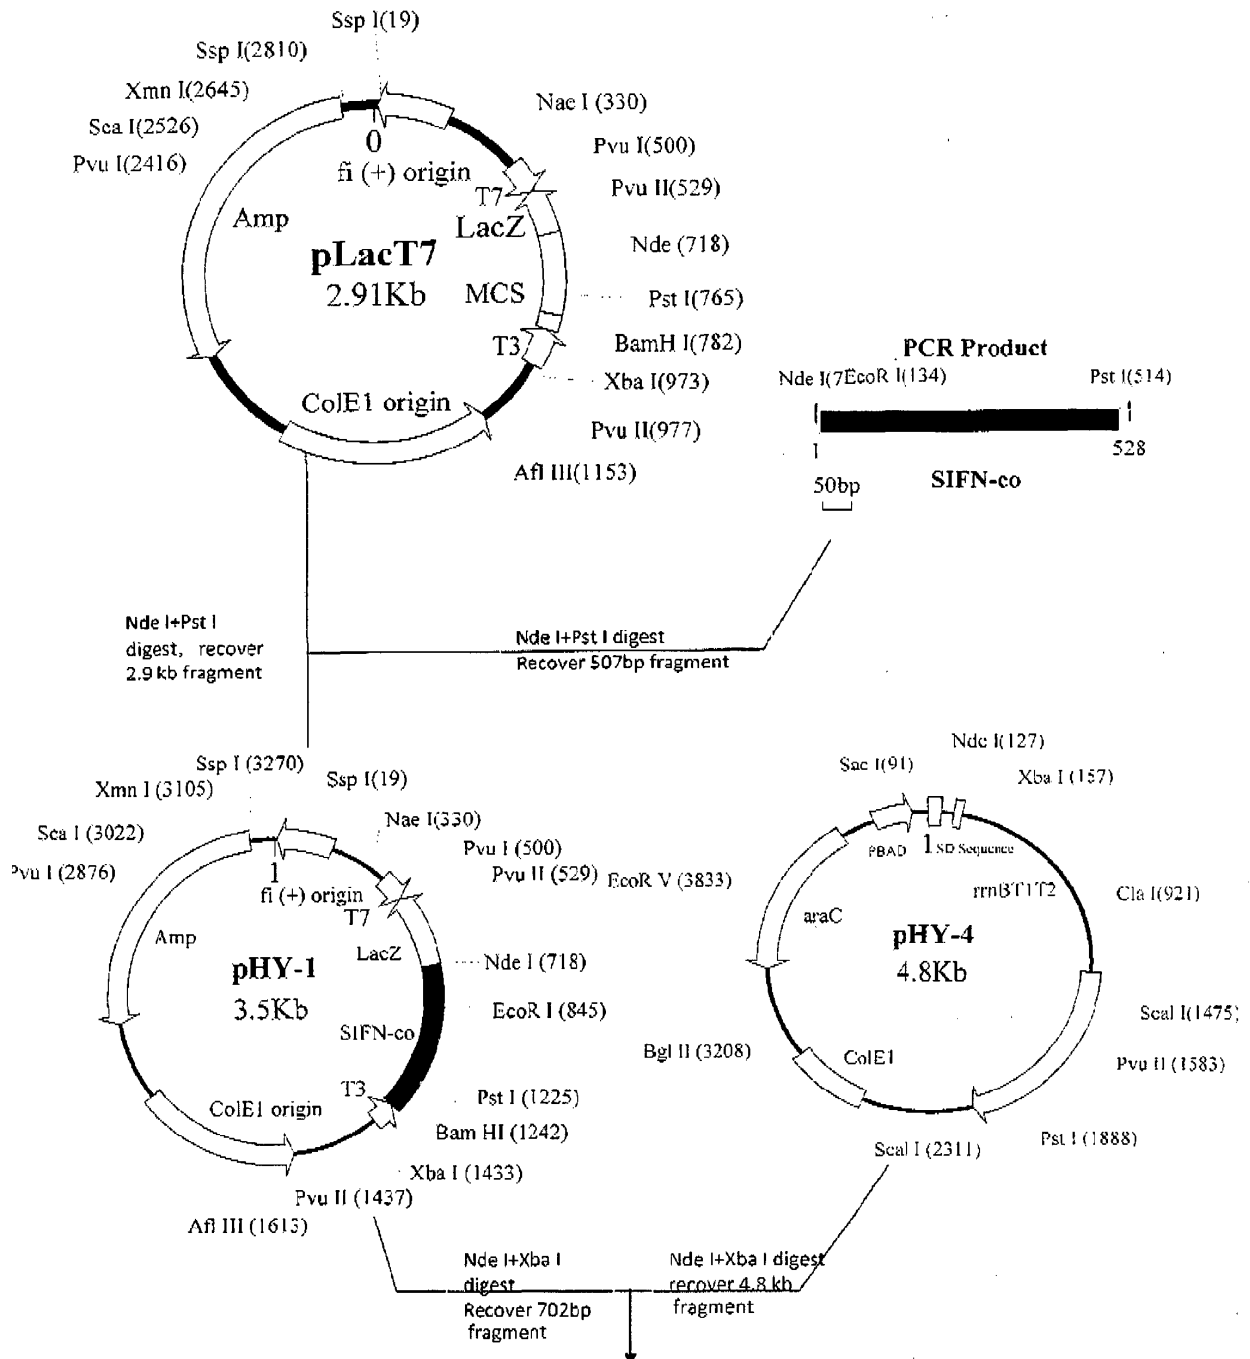 Ssp I(19)
Ssp I(2810)
Xmn I(2645)
Sca I(2526)
Pvu I(2416)
Nae I (330)
Pvu I(500)
Pvu II(529)
Nde (718)
Pst I(765)
BamH I(782)
Xba I(973)
Pvu II(977)
Afl III(1153)
0
fi (+) origin
T7
LacZ
Amp
pLacT7
2.91Kb
MCS
T3
ColE1 origin
PCR Product
Nde I(7
EcoR I(134)
Pst I(514)
1
528
50bp
SIFN-co
Nde I+Pst I
digest, recover
2.9 kb fragment
Nde I+Pst I digest
Recover 507bp fragment
Ssp I (3270)
Ssp I(19)
Xmn I (3105)
Nae I(330)
Sca I (3022)
Pvu I (500)
Pvu I (2876)
Pvu II (529)
1
fi (+) origin
T7
Amp
LacZ
pHY-1
3.5Kb
Nde I (718)
EcoR I (845)
SIFN-co
T3
Pst I (1225)
ColE1 origin
Bam HI (1242)
Xba I (1433)
Pvu II (1437)
Afl III (1613)
Nde I(127)
Sac I(91)
Xba I (157)
PBAD
1
SD Sequence
EcoR V (3833)
rrnBT1T2
Cla I(921)
araC
pHY-4
4.8Kb
Scal I(1475)
Bgl II (3208)
ColE1
Pvu II (1583)
Pst I (1888)
Scal I (2311)
Nde I+Xba I
digest
Recover 702bp
fragment
Nde I+Xba I digest
recover 4.8 kb
fragment